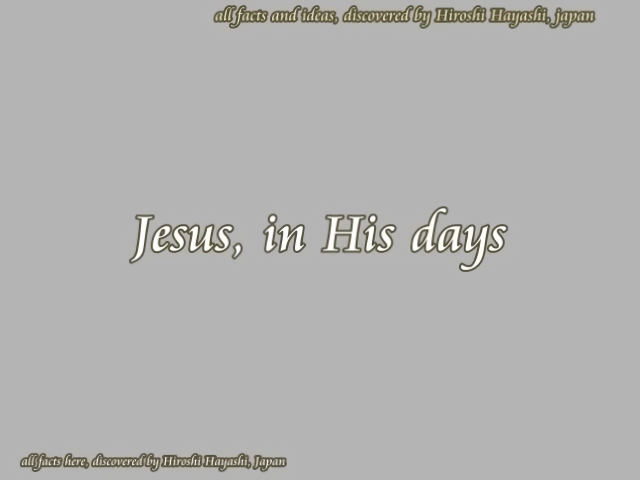 all facts and ideas, discovered by Hiroshi Hayashi, japan
Jesus, in His days
all facts here, discovered by Hiroshi Hayashi, Japan